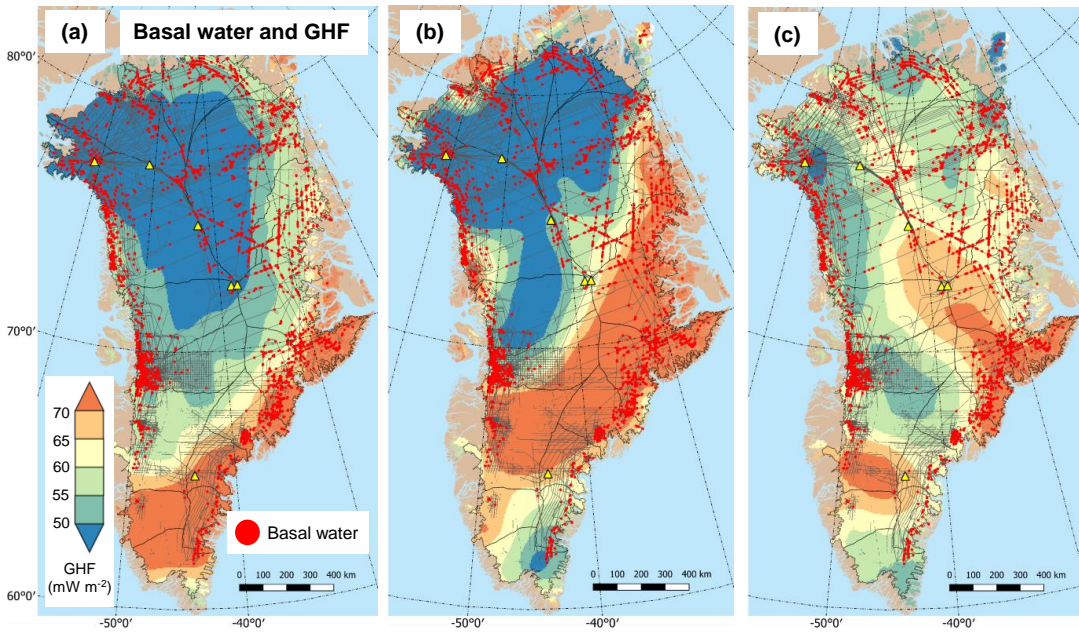 (a) Basal water and GHF
(b)
(c)
80°0'
70°0'
60°0'
70
65
60
55
50
GHF
(mW m⁻²)
Basal water
0 100 200 300 400 km
0 100 200 300 400 km
0 100 200 300 400 km
-50°0' -40°0'
-50°0' -40°0'
-50°0' -40°0'